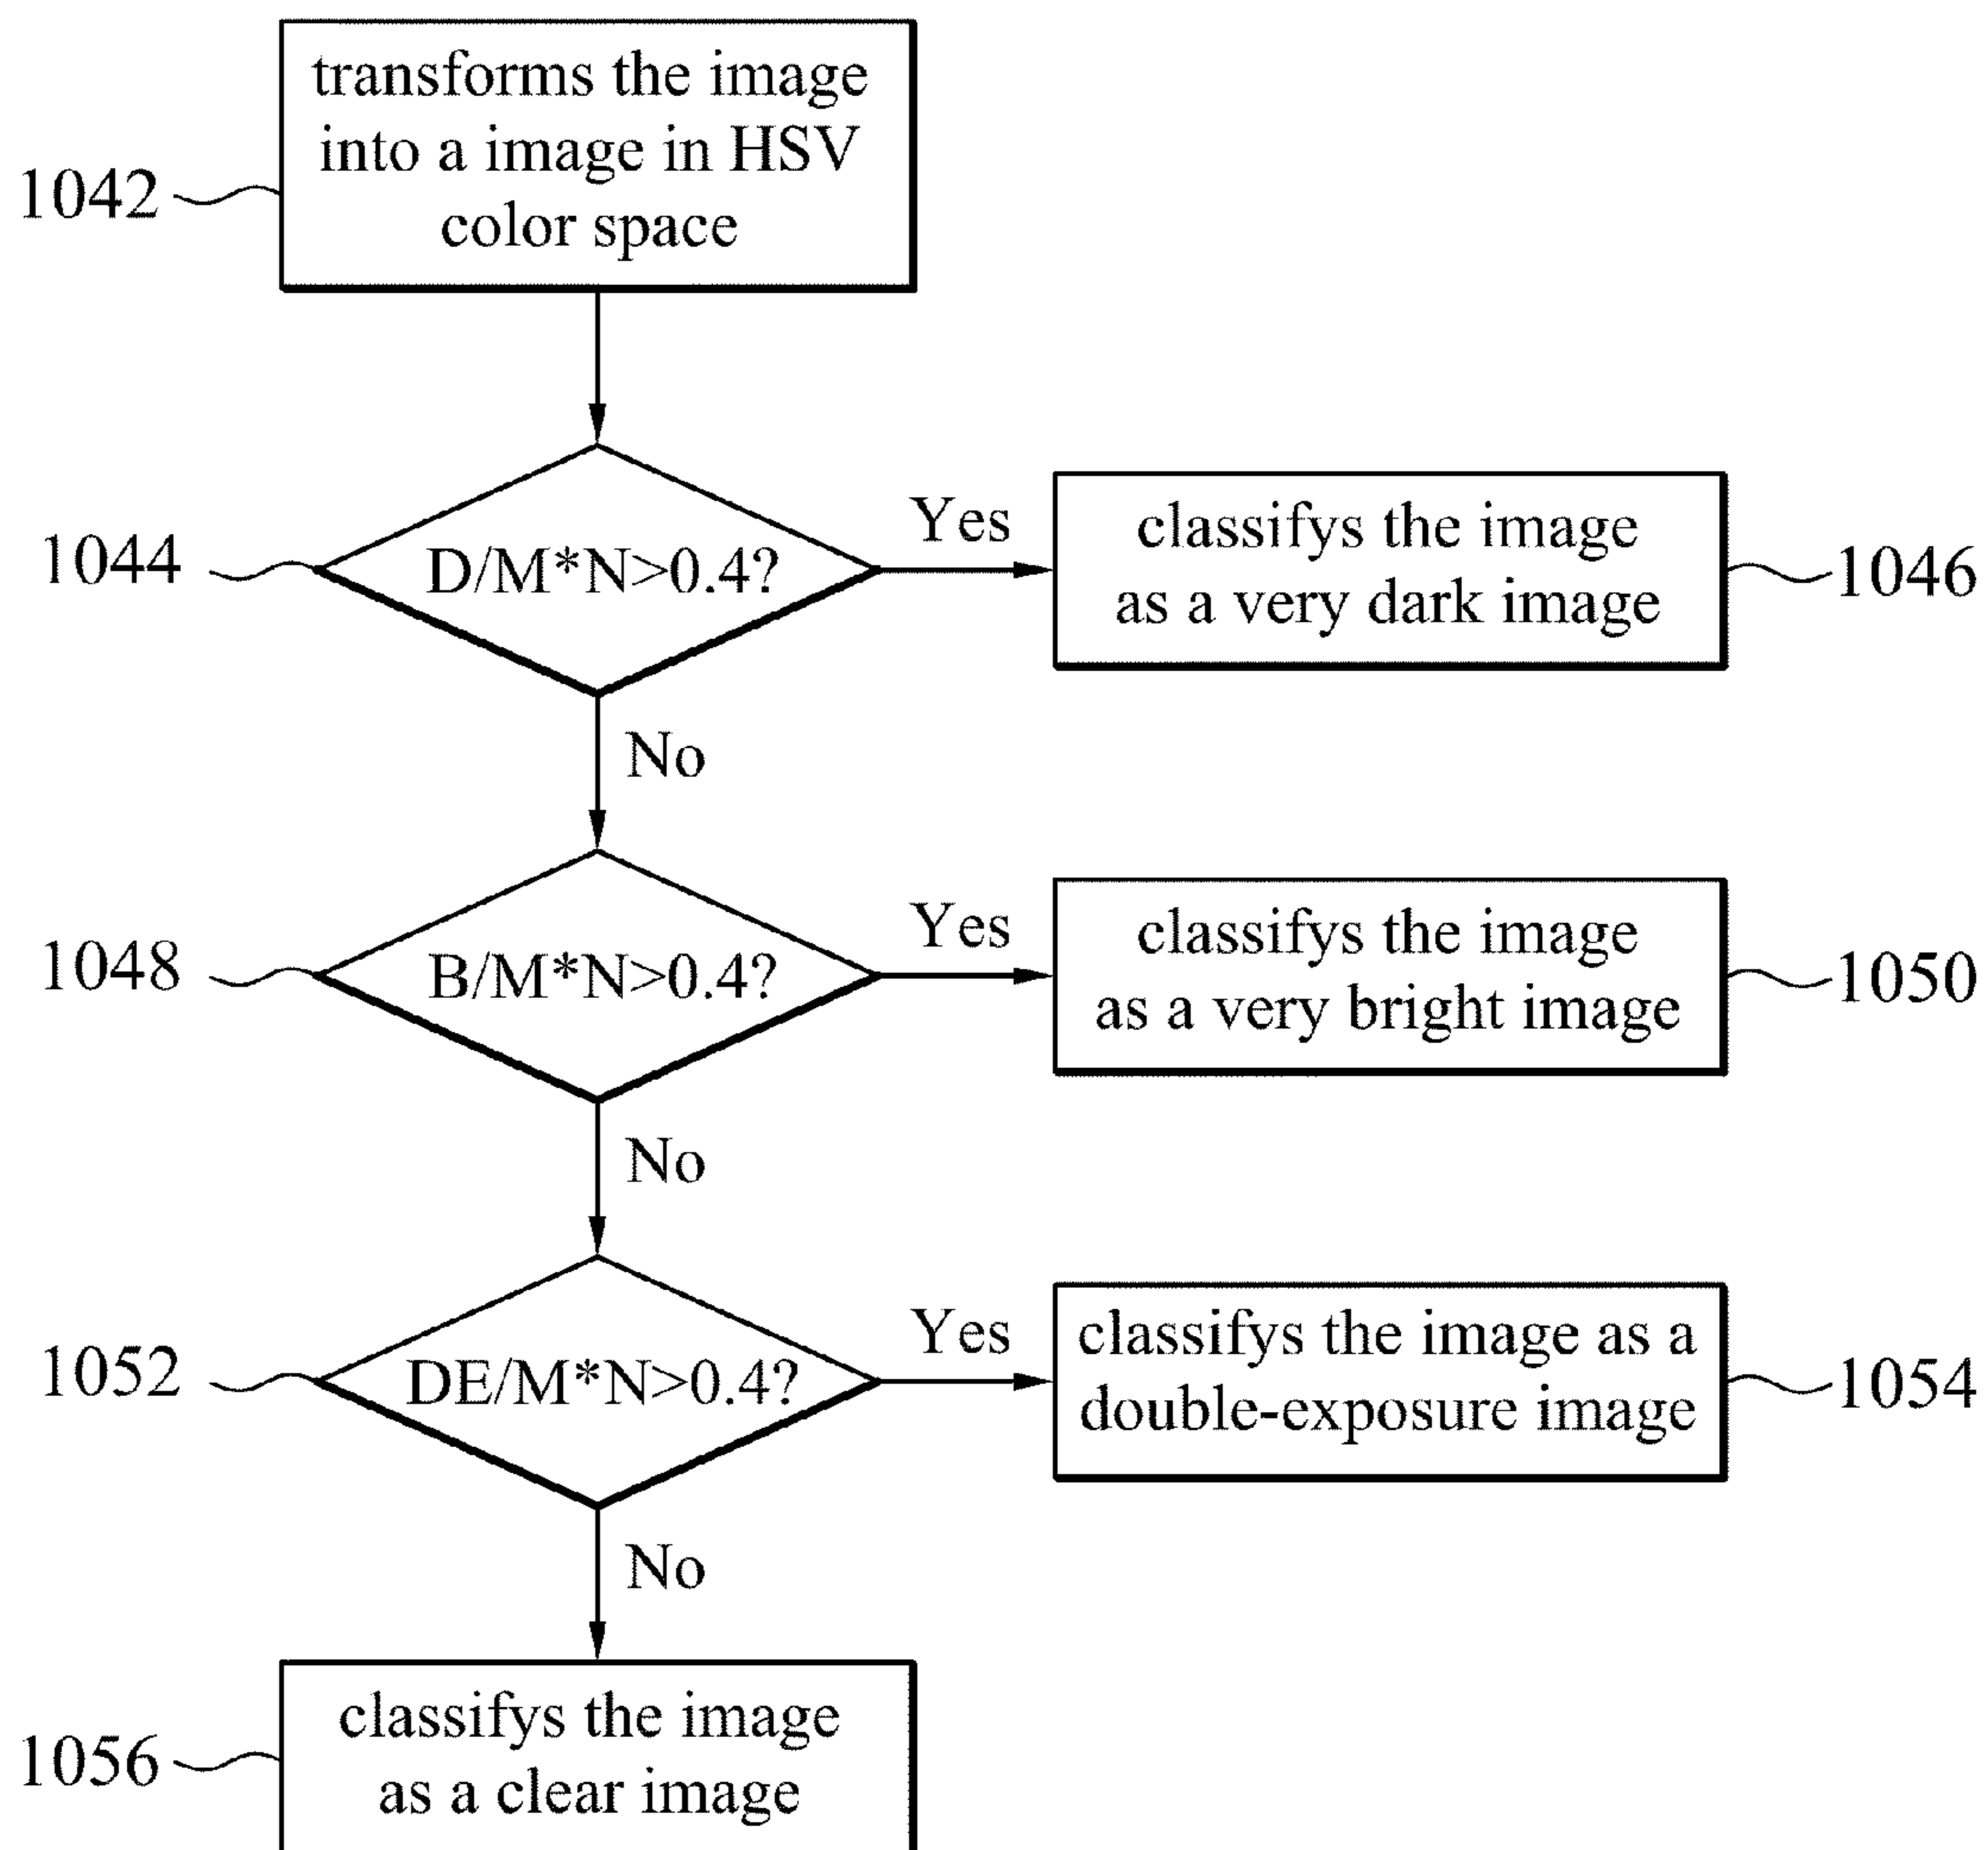 transforms the image
into a image in HSV
color space
1042
D/M*N>0.4?
1044
Yes
classifys the image
as a very dark image
1046
No
B/M*N>0.4?
1048
Yes
classifys the image
as a very bright image
1050
No
DE/M*N>0.4?
1052
Yes
classifys the image as a
double-exposure image
1054
No
classifys the image
as a clear image
1056